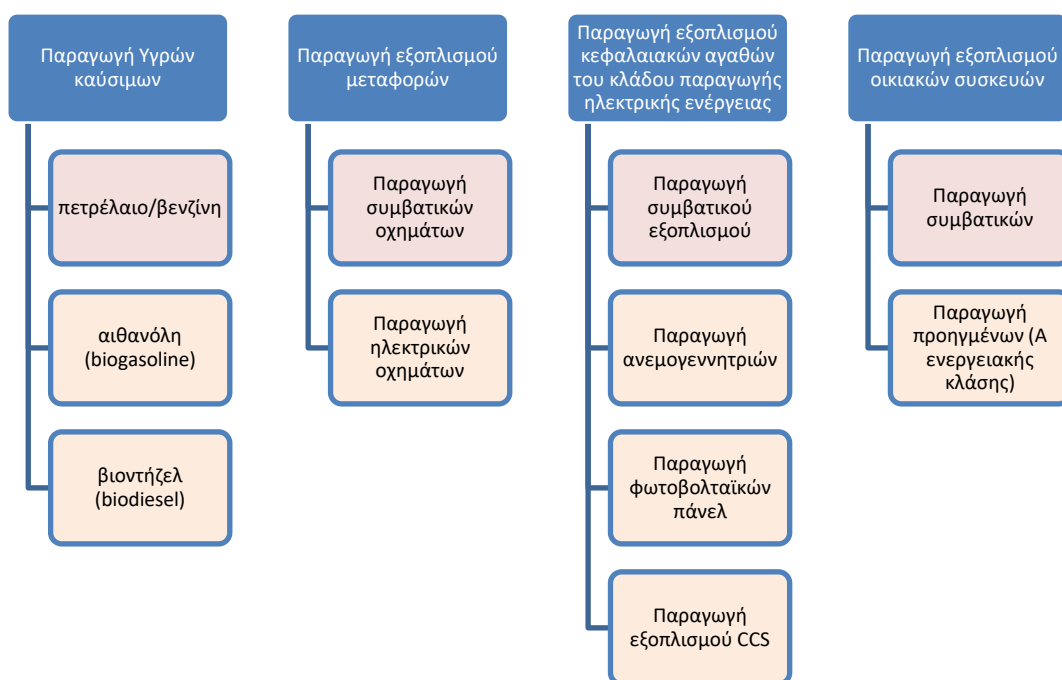 Παραγωγή Υγρών
καύσιμων
πετρέλαιο/βενζίνη
αιθανόλη
(biogasoline)
βιοντήζελ
(biodiesel)
Παραγωγή εξοπλισμού
μεταφορών
Παραγωγή
συμβατικών
οχημάτων
Παραγωγή
ηλεκτρικών
οχημάτων
Παραγωγή εξοπλισμού
κεφαλαιακών αγαθών
του κλάδου παραγωγής
ηλεκτρικής ενέργειας
Παραγωγή
συμβατικού
εξοπλισμού
Παραγωγή
ανεμογεννητριών
Παραγωγή
φωτοβολταϊκών
πάνελ
Παραγωγή
εξοπλισμού CCS
Παραγωγή εξοπλισμού
οικιακών συσκευών
Παραγωγή
συμβατικών
Παραγωγή
προηγμένων (Α
ενεργειακής
κλάσης)